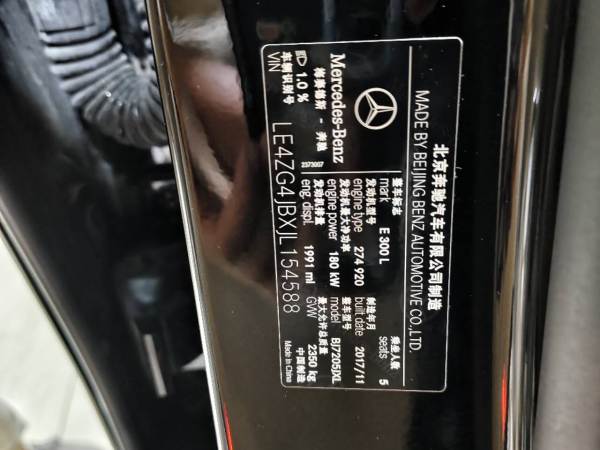 北京奔驰汽车有限公司制造
MADE BY BEIJING BENZ AUTOMOTIVE CO.,LTD.
Mercedes-Benz
梅赛德斯 - 奔驰
1.0 %
2373007
整车标志
mark E 300 L
乘坐人数
seats 5
发动机型号
engine type 274 920
制造年月
built date 2017/11
发动机最大净功率
engine power 180 kW
整车型号
model BJ7205JXL
发动机排量
eng. displ. 1991 ml
最大允许总质量
GVW 2350 kg
车辆识别号
VIN LE4ZG4JBXJL154588
中国制造
Made in China